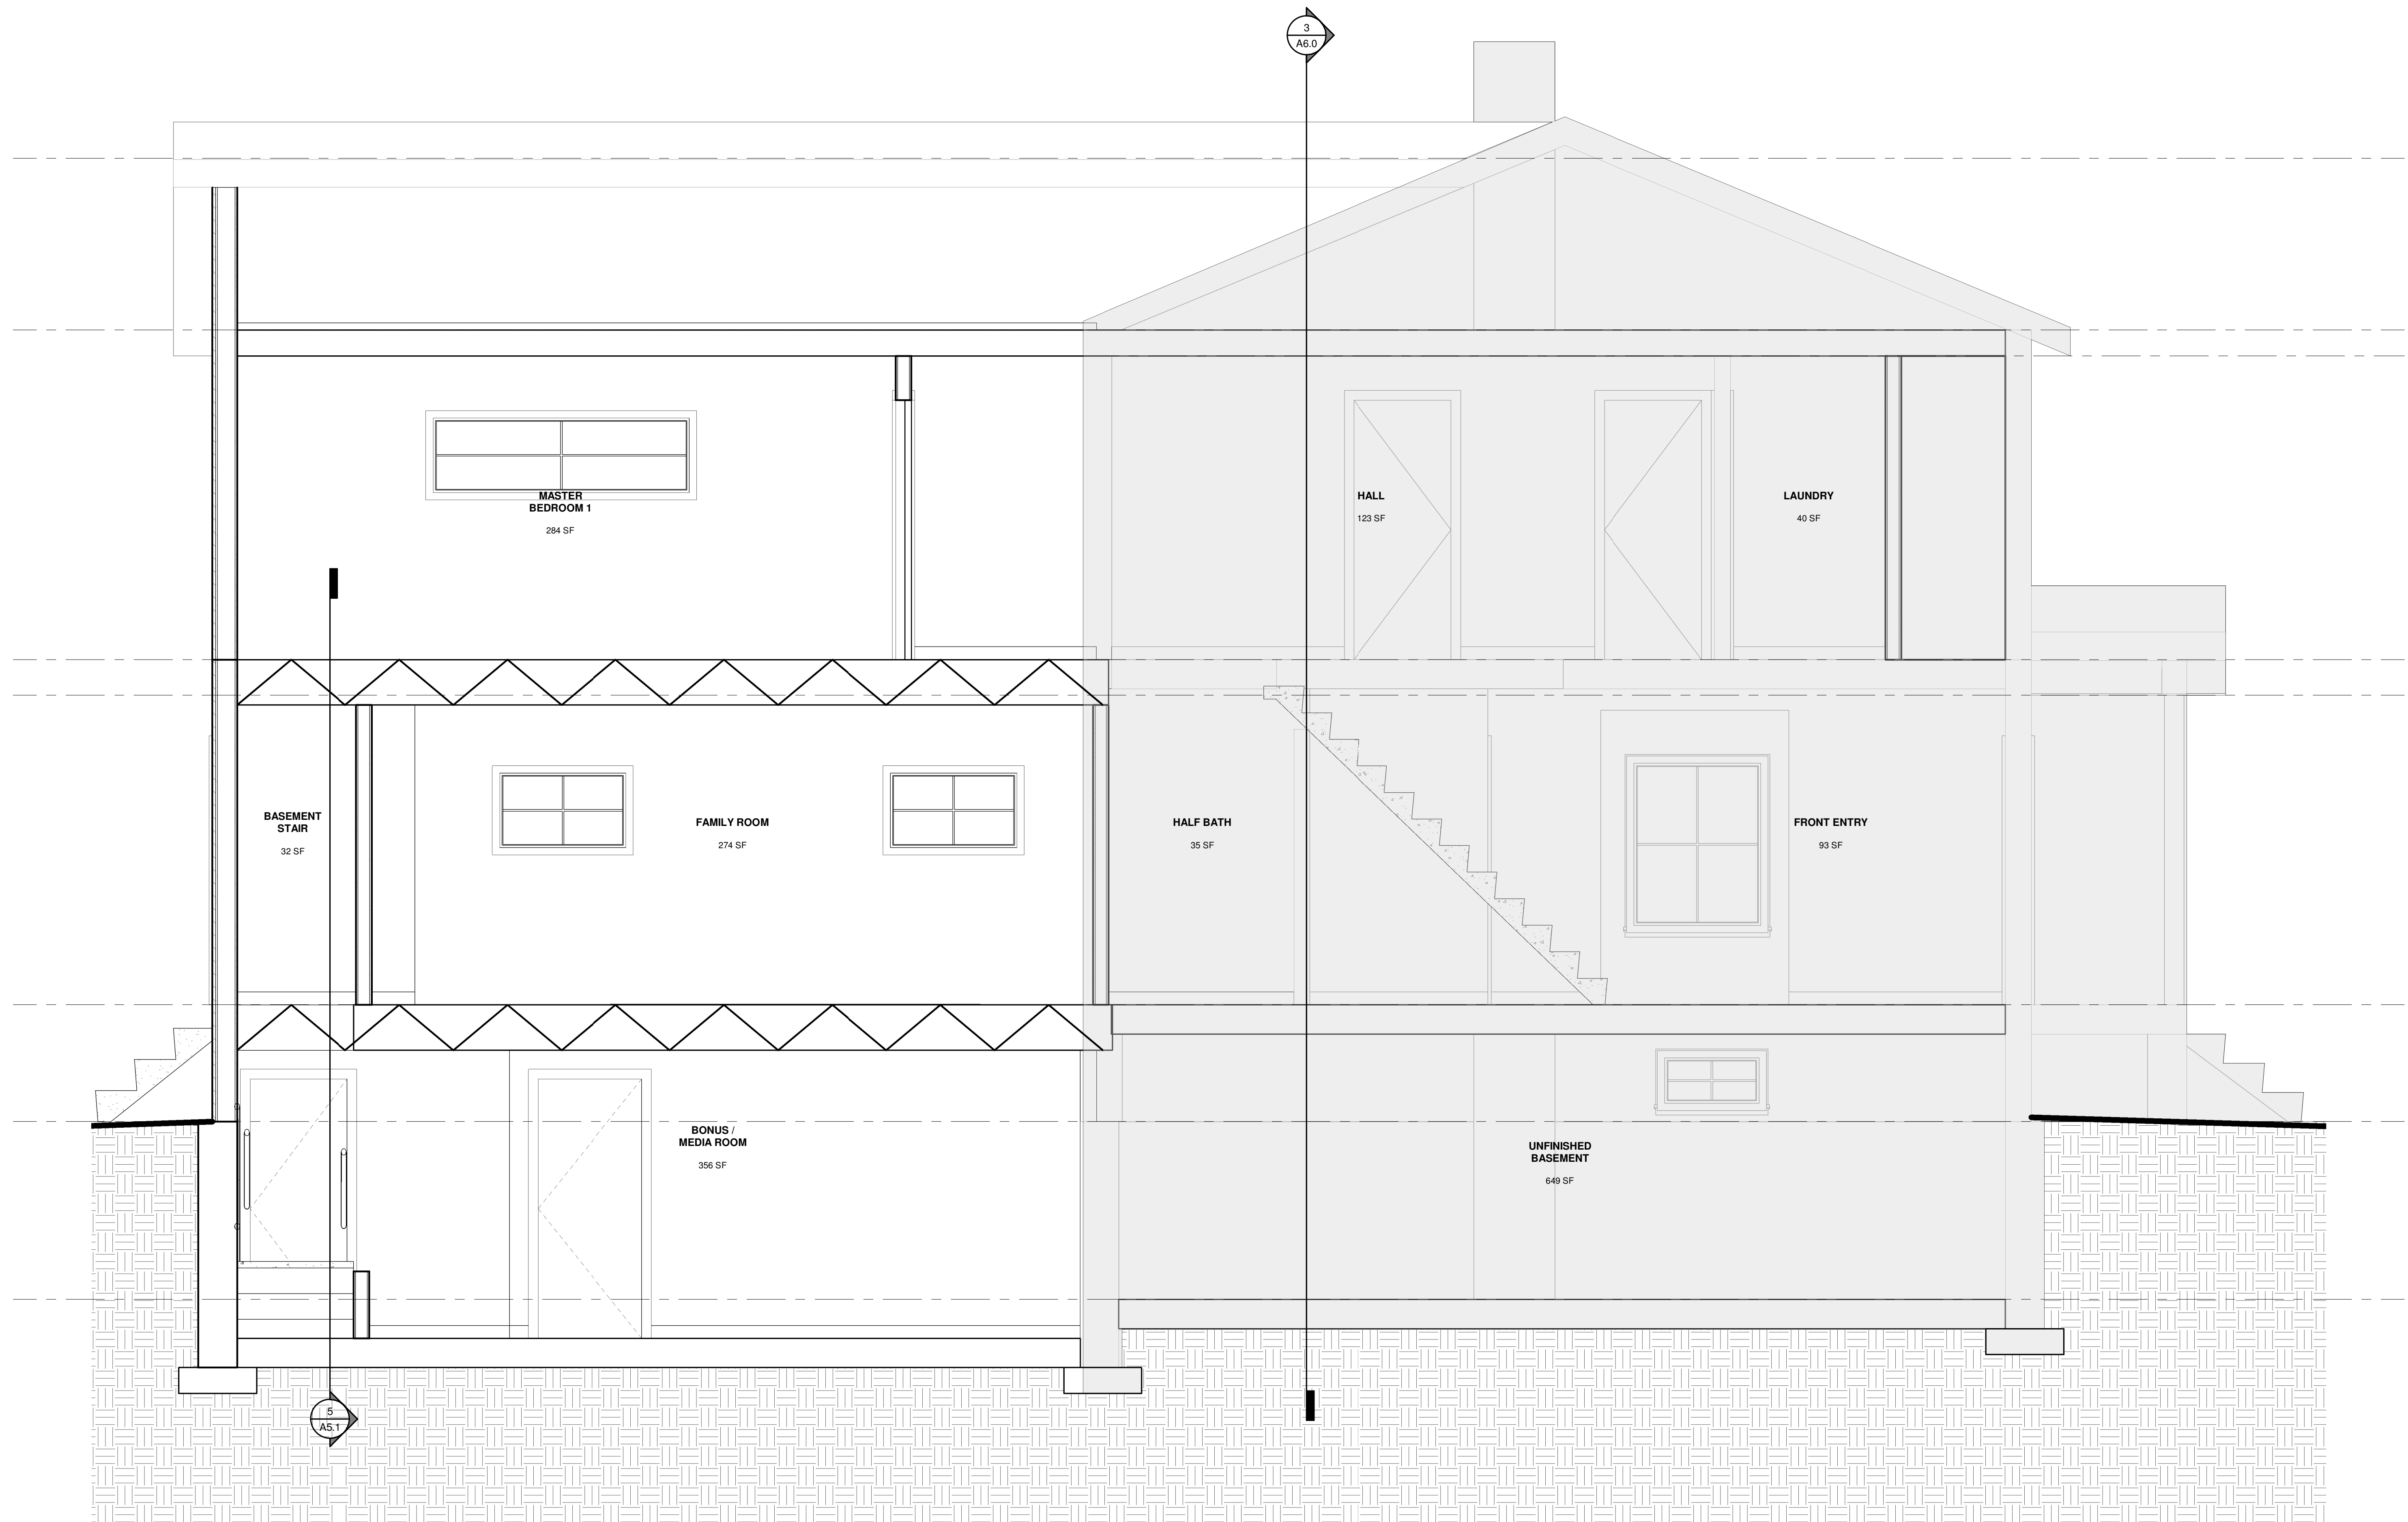 3
A6.0
MASTER
BEDROOM 1
284 SF
HALL
123 SF
LAUNDRY
40 SF
BASEMENT
STAIR
32 SF
FAMILY ROOM
274 SF
HALF BATH
35 SF
FRONT ENTRY
93 SF
BONUS /
MEDIA ROOM
356 SF
UNFINISHED
BASEMENT
649 SF
5
A5.1